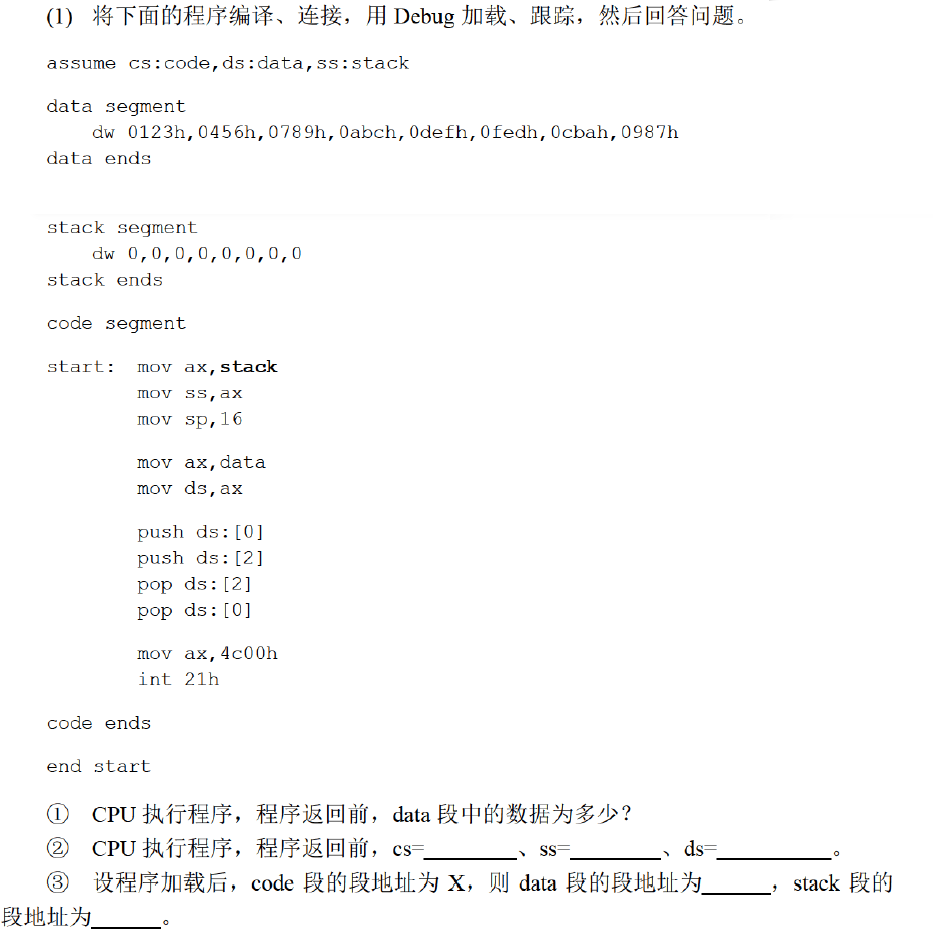 (1) 将下面的程序编译、连接，用 Debug 加载、跟踪，然后回答问题。
assume cs:code,ds:data,ss:stack
data segment
dw 0123h,0456h,0789h,0abch,0defh,0fedh,0cbah,0987h
data ends
stack segment
dw 0,0,0,0,0,0,0,0
stack ends
code segment
start: mov ax,stack
mov ss,ax
mov sp,16
mov ax,data
mov ds,ax
push ds:[0]
push ds:[2]
pop ds:[2]
pop ds:[0]
mov ax,4c00h
int 21h
code ends
end start
① CPU 执行程序，程序返回前，data 段中的数据为多少？
② CPU 执行程序，程序返回前，cs=________、ss=________、ds=__________。
③ 设程序加载后，code 段的段地址为 X，则 data 段的段地址为______，stack 段的
段地址为______。